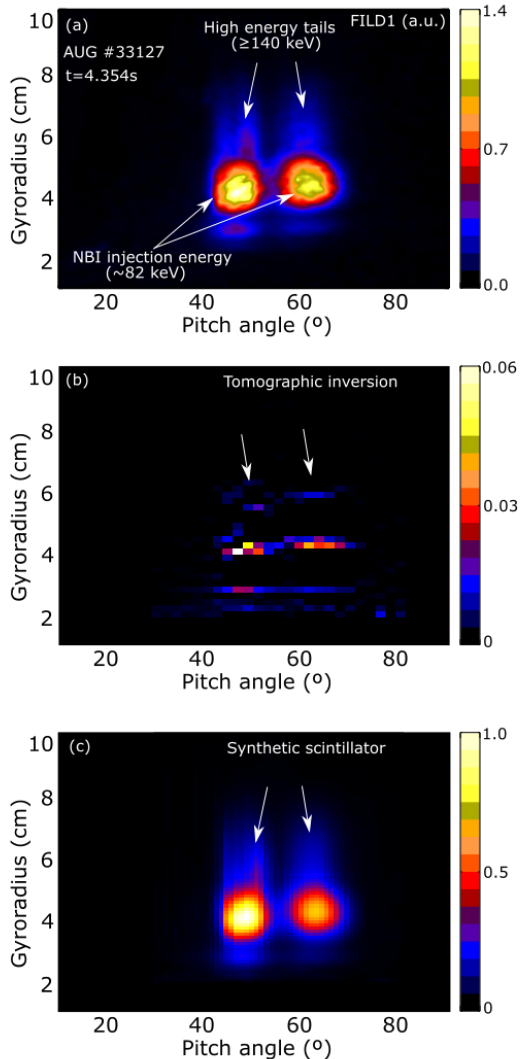 (a)
High energy tails
(≥140 keV)
FILD1 (a.u.)
AUG #33127
t=4.354s
NBI injection energy
(~82 keV)
Gyroradius (cm)
10
8
6
4
2
20 40 60 80
Pitch angle (º)
1.4
0.7
0.0
(b)
Tomographic inversion
Gyroradius (cm)
10
8
6
4
2
20 40 60 80
Pitch angle (º)
0.06
0.03
0
(c)
Synthetic scintillator
Gyroradius (cm)
10
8
6
4
2
20 40 60 80
Pitch angle (º)
1.0
0.5
0.0